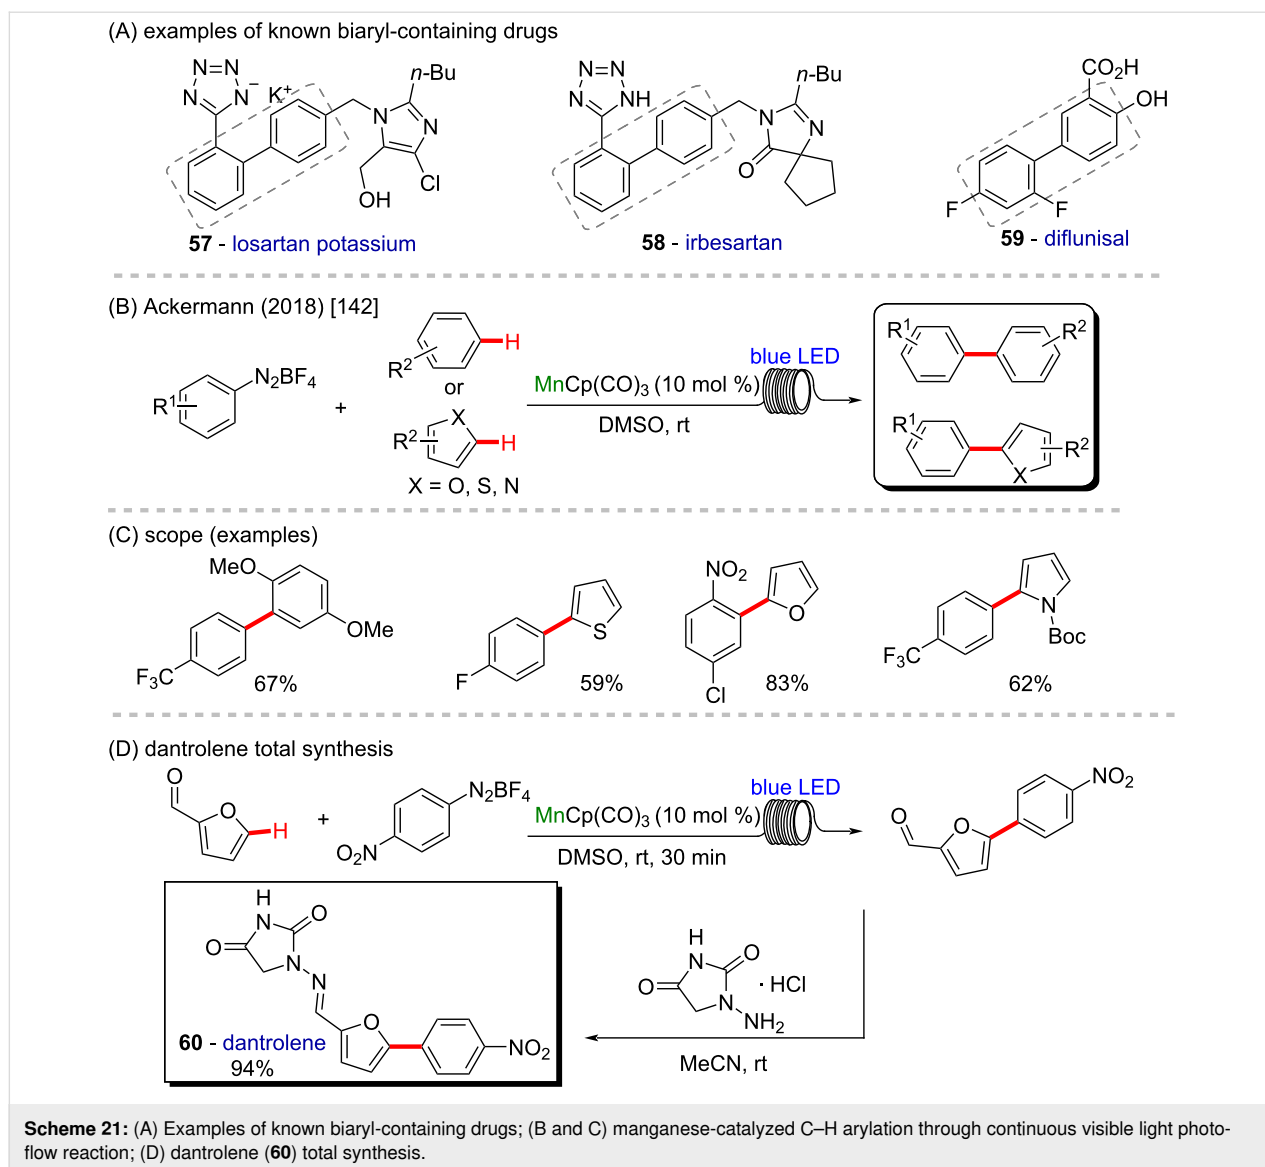 (A) examples of known biaryl-containing drugs
N N N N − K+ n-Bu N N Cl OH
57 - losartan potassium
N N N NH n-Bu N N O
58 - irbesartan
CO2H OH F F
59 - diflunisal
(B) Ackermann (2018) [142]
R1 N2BF4
+
R2 H
or
R2 X H
X = O, S, N
MnCp(CO)3 (10 mol %)
DMSO, rt
blue LED
R1 R2
R1 X R2
(C) scope (examples)
MeO OMe F3C
67%
S F
59%
NO2 O Cl
83%
N Boc F3C
62%
(D) dantrolene total synthesis
O O H
+
N2BF4 O2N
MnCp(CO)3 (10 mol %)
DMSO, rt, 30 min
blue LED
O O NO2
H N O O N NH2 · HCl
MeCN, rt
H N O O N N O NO2
60 - dantrolene
94%
Scheme 21: (A) Examples of known biaryl-containing drugs; (B and C) manganese-catalyzed C–H arylation through continuous visible light photo-
flow reaction; (D) dantrolene (60) total synthesis.